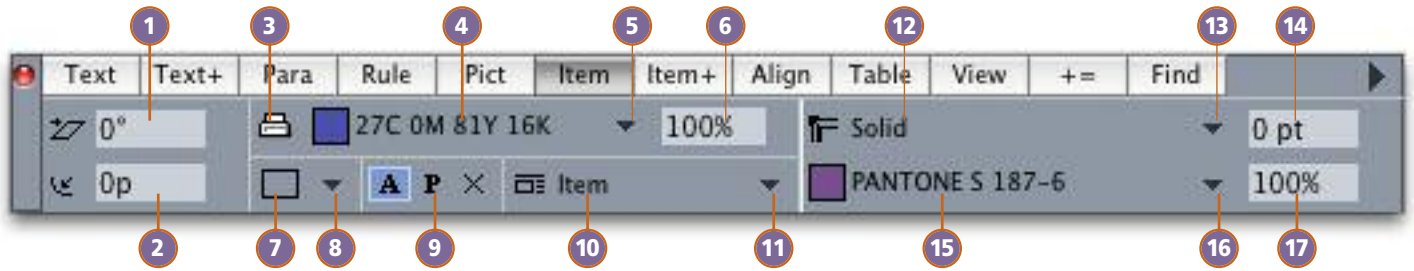 1 3 4 5 6 12 13 14
Text Text+ Para Rule Pict Item Item+ Align Table View += Find
0° 27C 0M 81Y 16K 100% Solid 0 pt
0p A P Item PANTONE S 187-6 100%
2 7 8 9 10 11 15 16 17